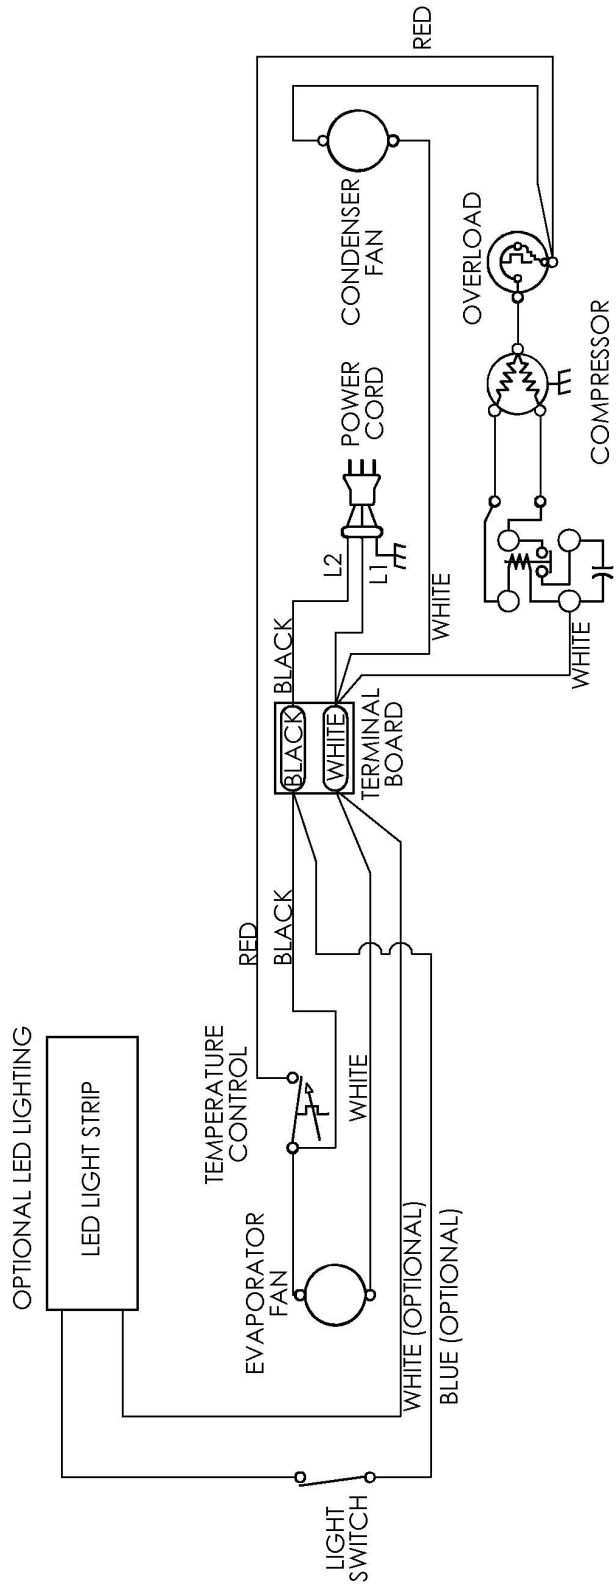 OPTIONAL LED LIGHTING
LED LIGHT STRIP
LIGHT
SWITCH
EVAPORATOR
FAN
TEMPERATURE
CONTROL
WHITE
WHITE (OPTIONAL)
BLUE (OPTIONAL)
RED
BLACK
BLACK
WHITE
TERMINAL
BOARD
BLACK
L2
L1
POWER
CORD
CONDENSER
FAN
WHITE
WHITE
OVERLOAD
COMPRESSOR
RED